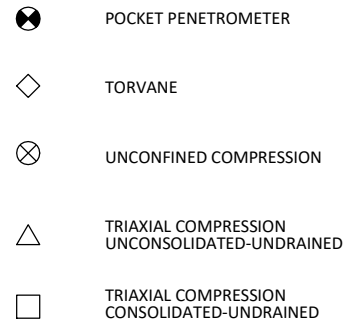 POCKET PENETROMETER
TORVANE
UNCONFINED COMPRESSION
TRIAXIAL COMPRESSION
UNCONSOLIDATED-UNDRAINED
TRIAXIAL COMPRESSION
CONSOLIDATED-UNDRAINED